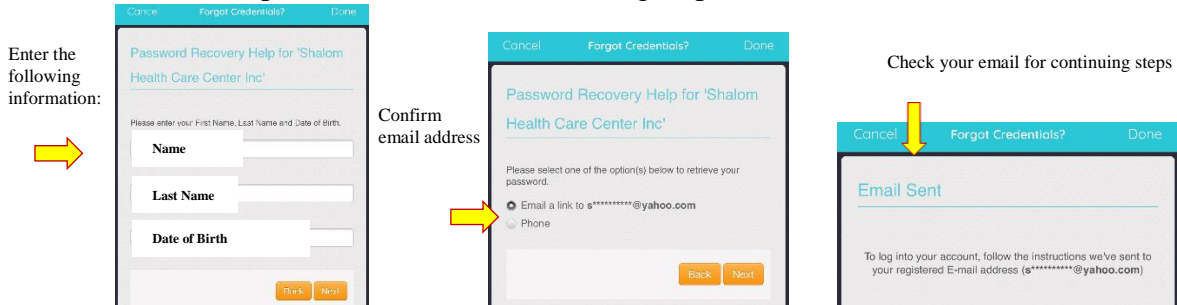 Enter the
following
information:
Cancel Forgot Credentials? Done
Password Recovery Help for 'Shalom
Health Care Center Inc'
Please enter your First Name, Last Name and Date of Birth.
Name
Last Name
Date of Birth
Back Next
Confirm
email address
Cancel Forgot Credentials? Done
Password Recovery Help for 'Shalom
Health Care Center Inc'
Please select one of the option(s) below to retrieve your
password.
Email a link to s*********@yahoo.com
Phone
Back Next
Check your email for continuing steps
Cancel Forgot Credentials? Done
Email Sent
To log into your account, follow the instructions we've sent to
your registered E-mail address (s*********@yahoo.com)